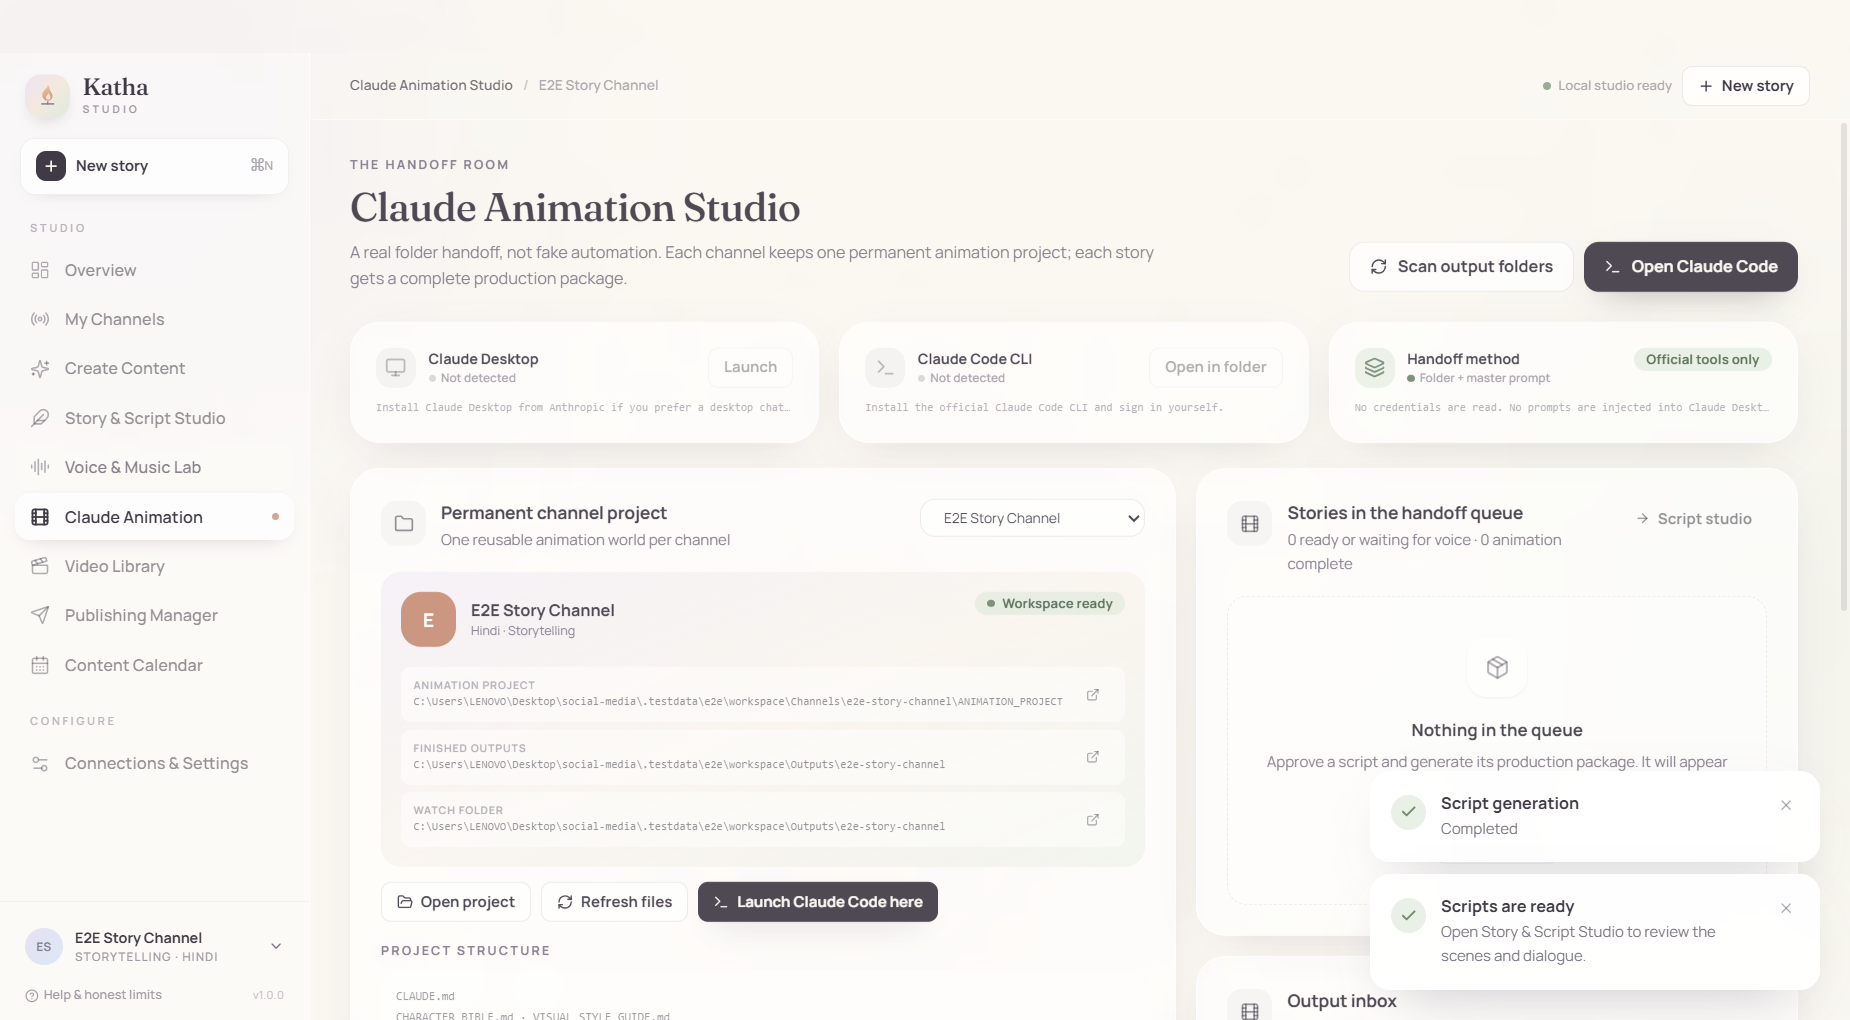 Katha
STUDIO
New story
⌘N
STUDIO
Overview
My Channels
Create Content
Story & Script Studio
Voice & Music Lab
Claude Animation
Video Library
Publishing Manager
Content Calendar
CONFIGURE
Connections & Settings
ES
E2E Story Channel
STORYTELLING · HINDI
Help & honest limits
v1.0.0
Claude Animation Studio / E2E Story Channel
Local studio ready
New story
THE HANDOFF ROOM
Claude Animation Studio
A real folder handoff, not fake automation. Each channel keeps one permanent animation project; each story
gets a complete production package.
Scan output folders
Open Claude Code
Claude Desktop
Not detected
Launch
Install Claude Desktop from Anthropic if you prefer a desktop chat…
Claude Code CLI
Not detected
Open in folder
Install the official Claude Code CLI and sign in yourself.
Handoff method
Folder + master prompt
Official tools only
No credentials are read. No prompts are injected into Claude Deskt…
Permanent channel project
One reusable animation world per channel
E2E Story Channel
E
E2E Story Channel
Hindi · Storytelling
Workspace ready
ANIMATION PROJECT
C:\Users\LENOVO\Desktop\social-media\.testdata\e2e\workspace\Channels\e2e-story-channel\ANIMATION_PROJECT
FINISHED OUTPUTS
C:\Users\LENOVO\Desktop\social-media\.testdata\e2e\workspace\Outputs\e2e-story-channel
WATCH FOLDER
C:\Users\LENOVO\Desktop\social-media\.testdata\e2e\workspace\Outputs\e2e-story-channel
Open project
Refresh files
Launch Claude Code here
PROJECT STRUCTURE
CLAUDE.md
CHARACTER_BIBLE.md · VISUAL_STYLE_GUIDE.md
Stories in the handoff queue
0 ready or waiting for voice · 0 animation
complete
Script studio
Nothing in the queue
Approve a script and generate its production package. It will appear
Script generation
Completed
Scripts are ready
Open Story & Script Studio to review the
scenes and dialogue.
Output inbox